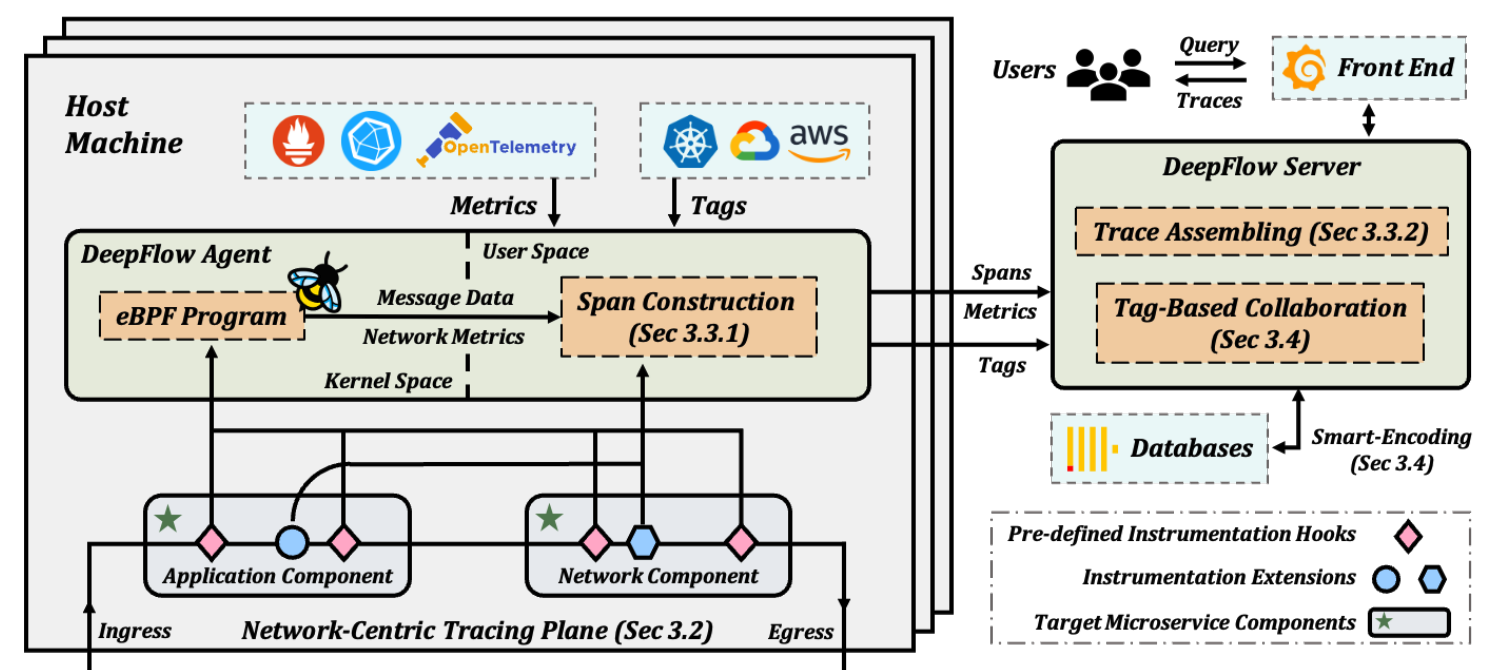 Host
Machine
OpenTelemetry
aws
Metrics
Tags
DeepFlow Agent
User Space
eBPF Program
Message Data
Network Metrics
Span Construction
(Sec 3.3.1)
Kernel Space
Application Component
Network Component
Ingress
Network-Centric Tracing Plane (Sec 3.2)
Egress
Spans
Metrics
Tags
Users
Query
Traces
Front End
DeepFlow Server
Trace Assembling (Sec 3.3.2)
Tag-Based Collaboration
(Sec 3.4)
Databases
Smart-Encoding
(Sec 3.4)
Pre-defined Instrumentation Hooks
Instrumentation Extensions
Target Microservice Components